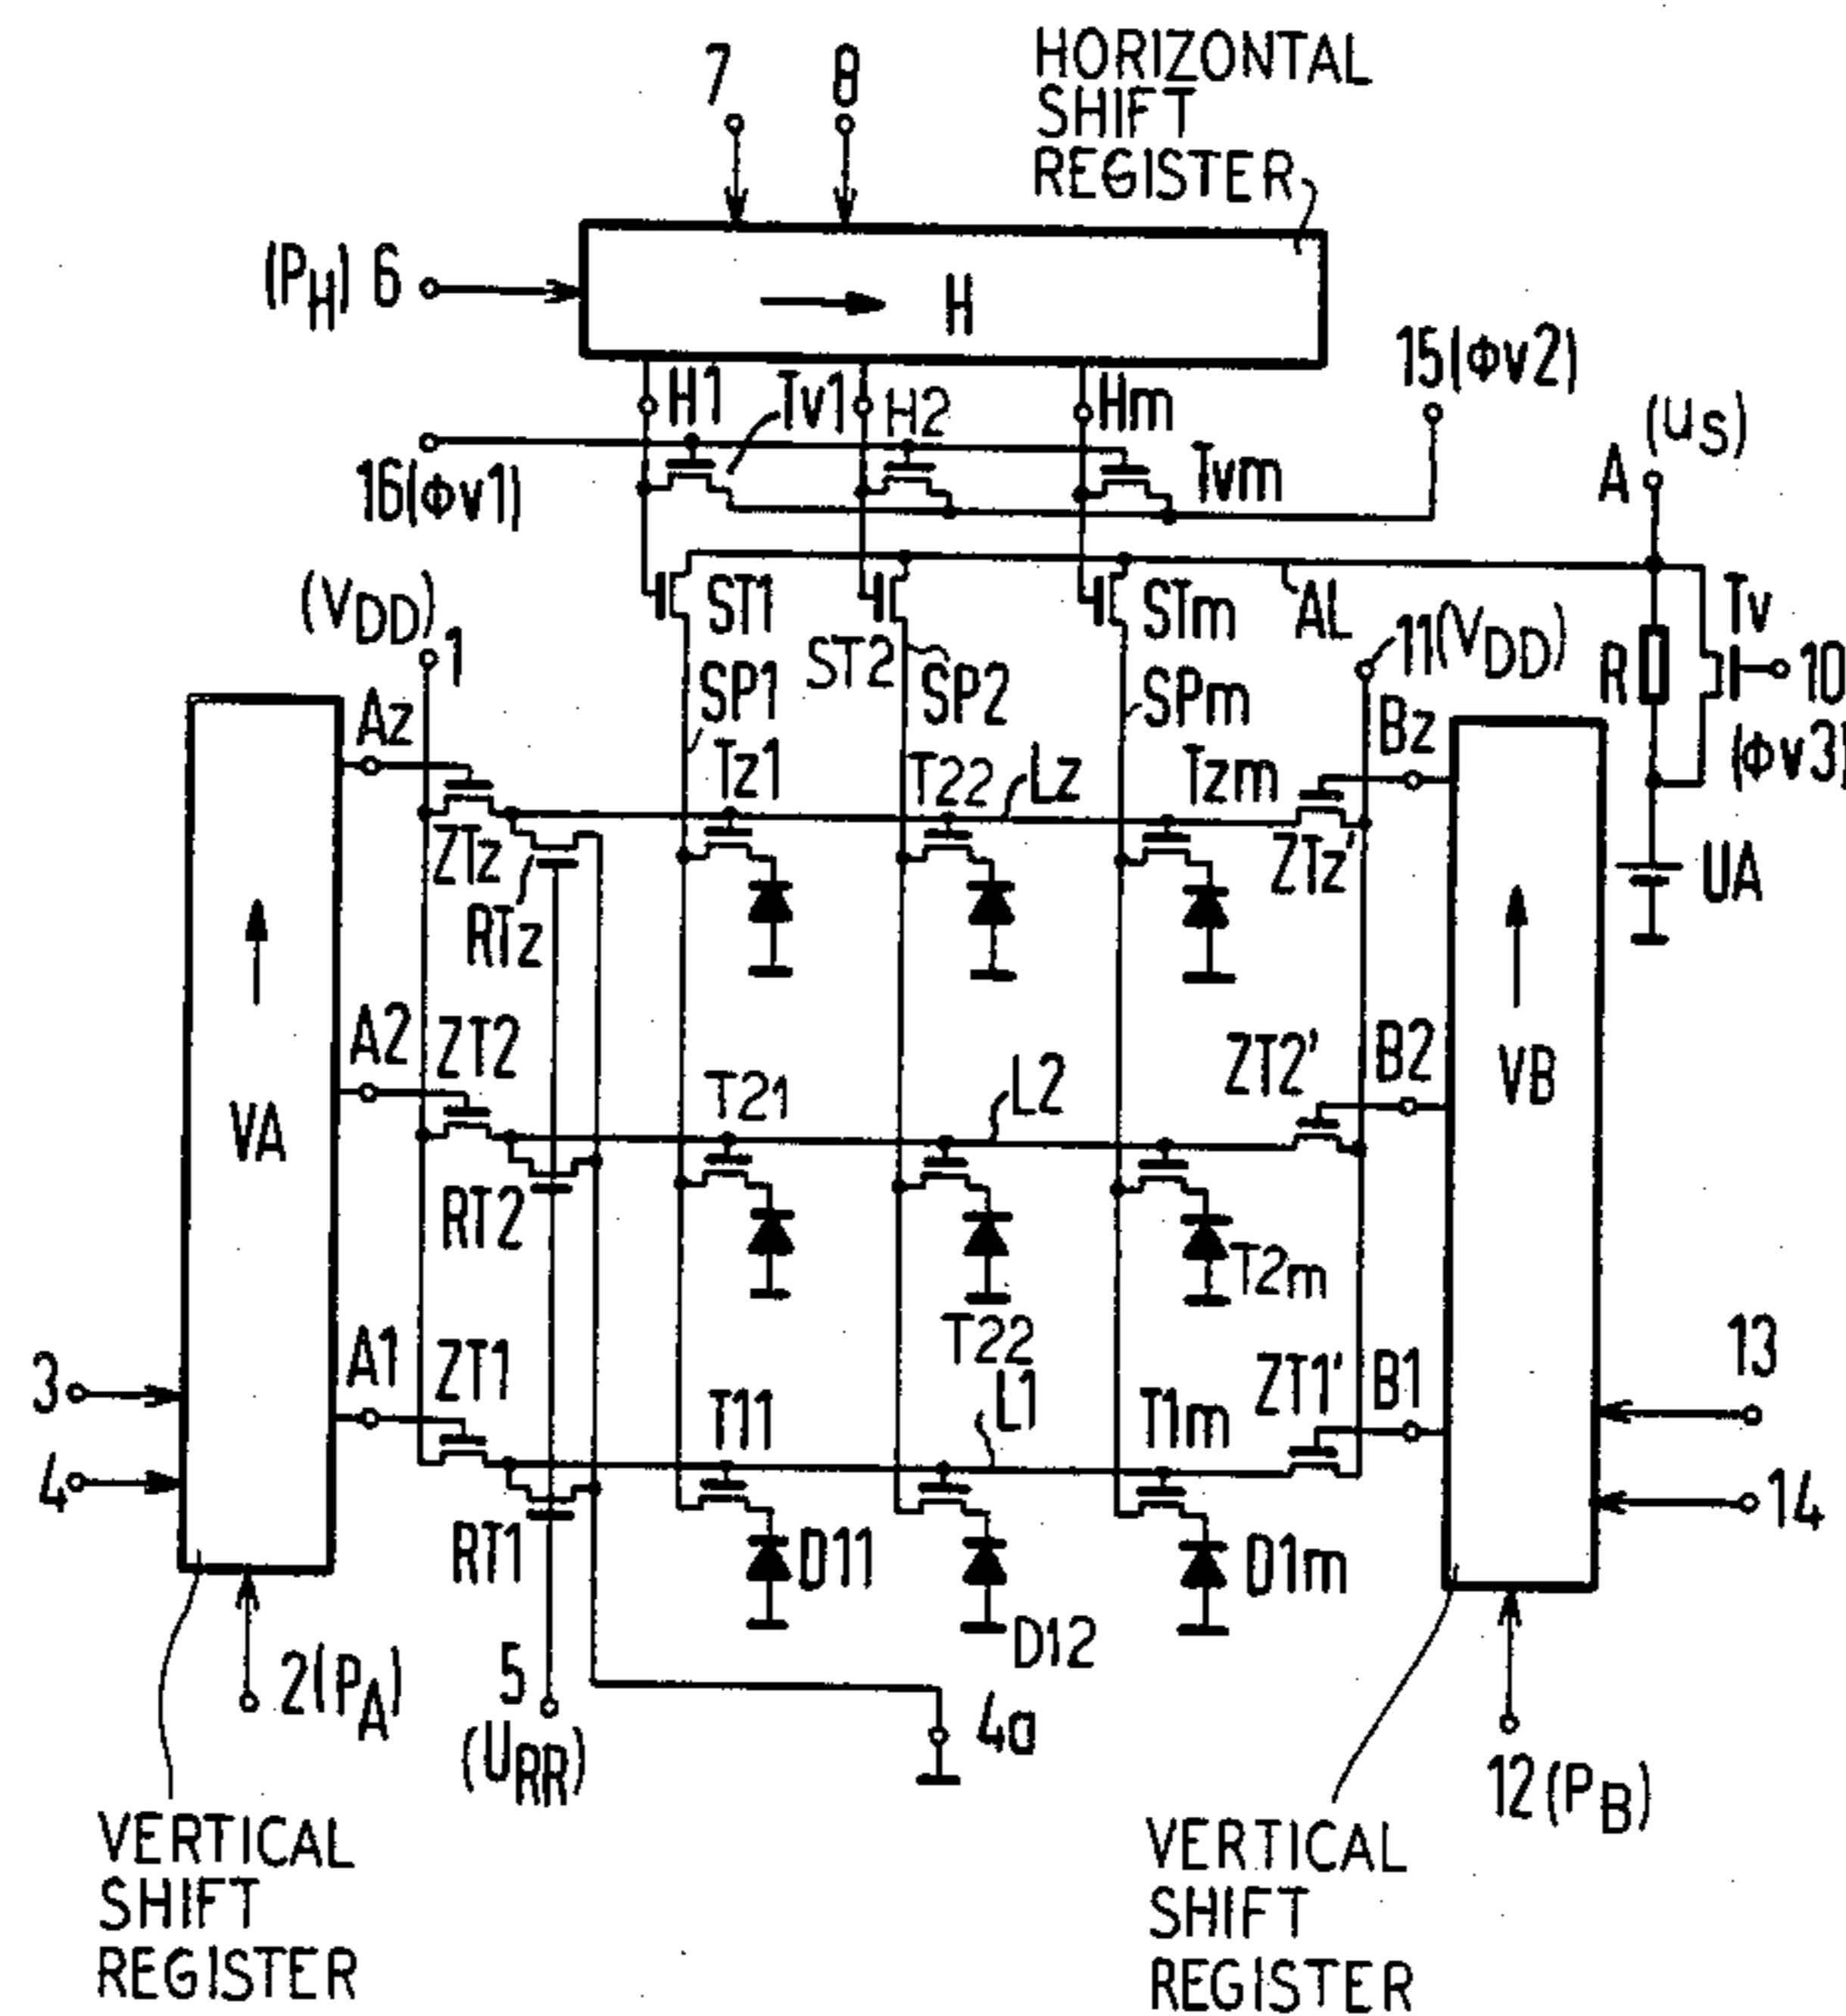 7
8
HORIZONTAL
SHIFT
REGISTER
(PH) 6
H
H1
Tv1
H2
Hm
15(Φv2)
16(Φv1)
Tvm
A
(uS)
(VDD) 1
ST1
ST2
STm
AL
11(VDD)
R
Tv
10
(Φv3)
SP1
SP2
SPm
Az
Tz1
T22
Lz
Tzm
Bz
ZTz
RTz
ZTz'
UA
A2
ZT2
T21
L2
ZT2'
B2
VA
VB
RT2
T2m
T22
A1
ZT1
T11
L1
T1m
ZT1'
B1
3
4
13
14
RT1
D11
D12
D1m
2(PA)
5
(URR)
4a
12(PB)
VERTICAL
SHIFT
REGISTER
VERTICAL
SHIFT
REGISTER